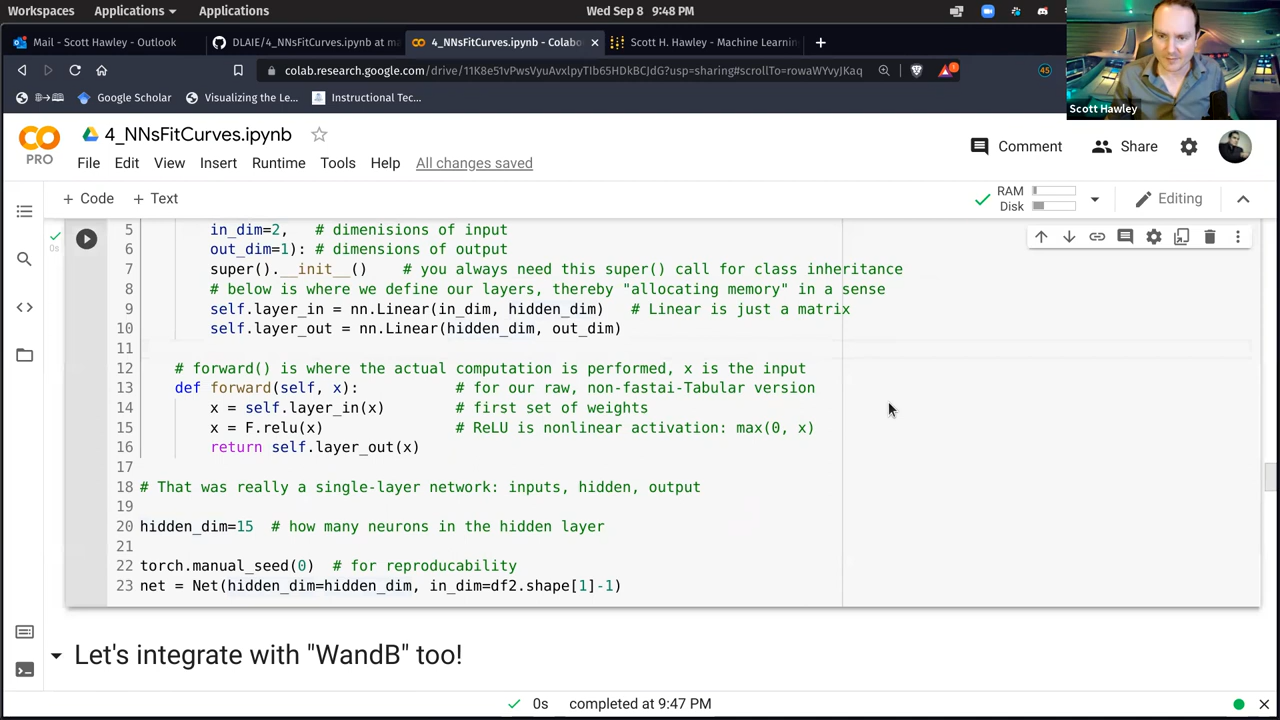 Workspaces Applications Applications Wed Sep 8 9:48 PM
Mail - Scott Hawley - Outlook DLAIE/4_NNsFitCurves.ipynb at ma 4_NNsFitCurves.ipynb - Colabo Scott H. Hawley - Machine Learnin
colab.research.google.com/drive/11K8e51vPwsVyuAvxlpyTIb65HDkBCJdG?usp=sharing#scrollTo=rowaWYvyJKaq 1 45
Google Scholar Visualizing the Le... Instructional Tec...
Scott Hawley
4_NNsFitCurves.ipynb
PRO
File Edit View Insert Runtime Tools Help All changes saved
Comment Share
+ Code + Text
RAM
Disk
Editing
0s
5 in_dim=2, # dimenisions of input
6 out_dim=1): # dimensions of output
7 super().__init__() # you always need this super() call for class inheritance
8 # below is where we define our layers, thereby "allocating memory" in a sense
9 self.layer_in = nn.Linear(in_dim, hidden_dim) # Linear is just a matrix
10 self.layer_out = nn.Linear(hidden_dim, out_dim)
11
12 # forward() is where the actual computation is performed, x is the input
13 def forward(self, x): # for our raw, non-fastai-Tabular version
14 x = self.layer_in(x) # first set of weights
15 x = F.relu(x) # ReLU is nonlinear activation: max(0, x)
16 return self.layer_out(x)
17
18 # That was really a single-layer network: inputs, hidden, output
19
20 hidden_dim=15 # how many neurons in the hidden layer
21
22 torch.manual_seed(0) # for reproducability
23 net = Net(hidden_dim=hidden_dim, in_dim=df2.shape[1]-1)
Let's integrate with "WandB" too!
0s completed at 9:47 PM